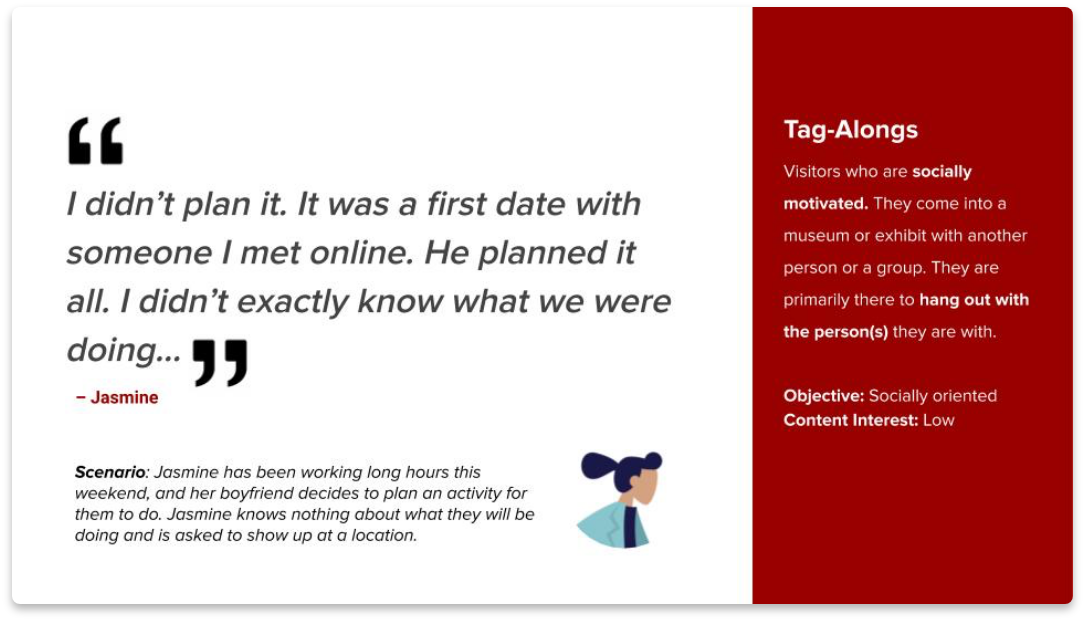 “
I didn’t plan it. It was a first date with
someone I met online. He planned it
all. I didn’t exactly know what we were
doing... ”
– Jasmine
Scenario: Jasmine has been working long hours this
weekend, and her boyfriend decides to plan an activity for
them to do. Jasmine knows nothing about what they will be
doing and is asked to show up at a location.
Tag-Alongs
Visitors who are socially
motivated. They come into a
museum or exhibit with another
person or a group. They are
primarily there to hang out with
the person(s) they are with.
Objective: Socially oriented
Content Interest: Low